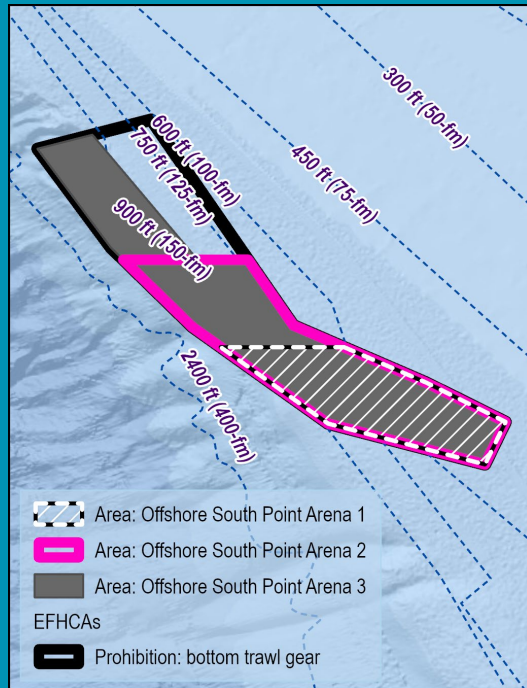 300 ft (50-fm)
450 ft (75-fm)
600 ft (100-fm)
750 ft (125-fm)
900 ft (150-fm)
2400 ft (400-fm)
Area: Offshore South Point Arena 1
Area: Offshore South Point Arena 2
Area: Offshore South Point Arena 3
EFHCAs
Prohibition: bottom trawl gear